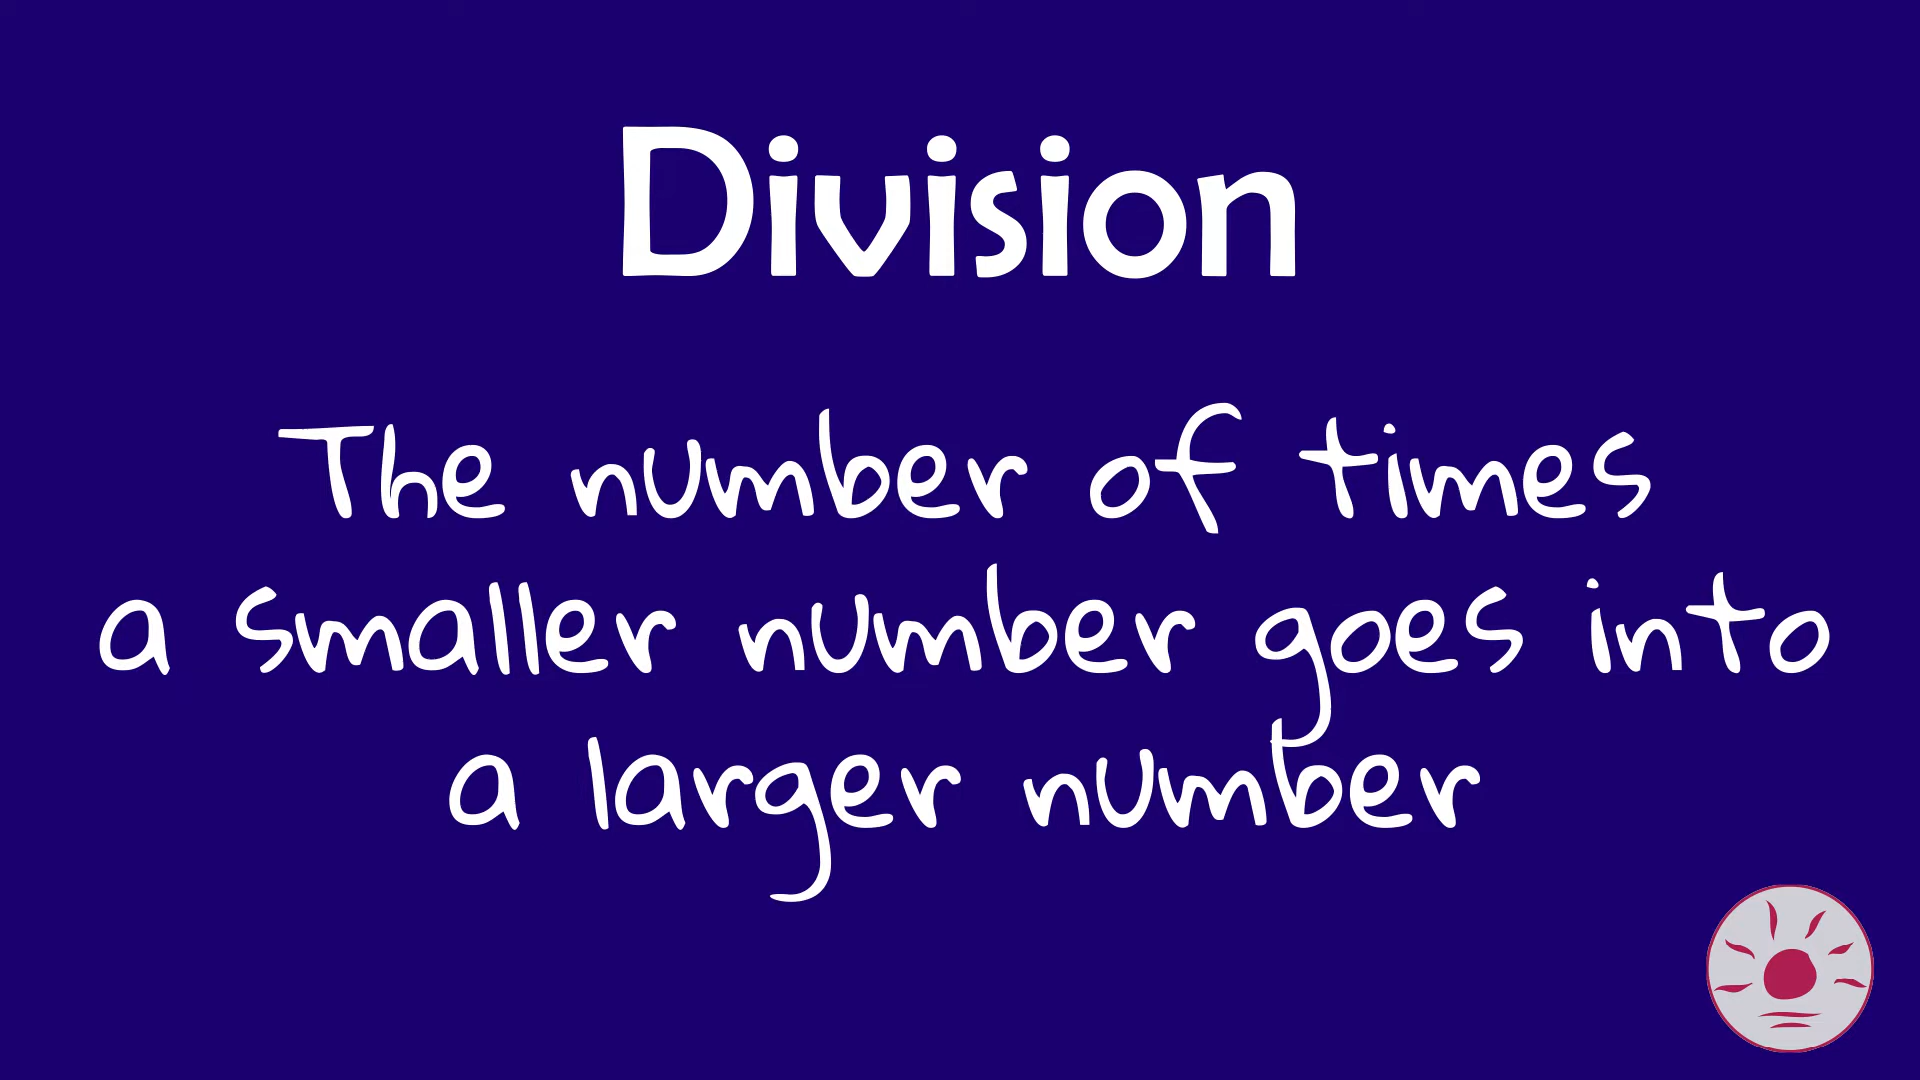 Division
The number of times
a smaller number goes into
a larger number